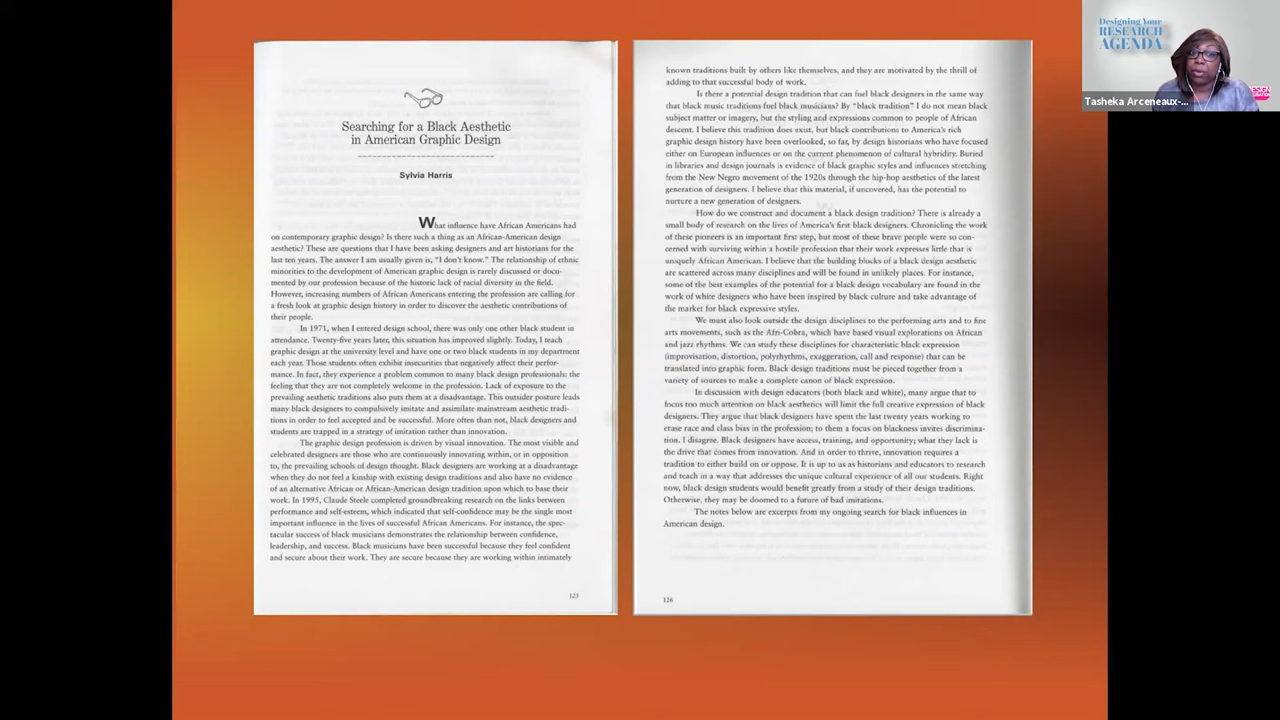 Searching for a Black Aesthetic
in American Graphic Design
Sylvia Harris
What influence have African Americans had
on contemporary graphic design? Is there such a thing as an African-American design
aesthetic? These are questions that I have been asking designers and art historians for the
last ten years. The answer I am usually given is, “I don’t know.” The relationship of ethnic
minorities to the development of American graphic design is rarely discussed or docu-
mented by our profession because of the historic lack of racial diversity in the field.
However, increasing numbers of African Americans entering the profession are calling for
a fresh look at graphic design history in order to discover the aesthetic contributions of
their people.
In 1971, when I entered design school, there was only one other black student in
attendance. Twenty-five years later, this situation has improved slightly. Today, I teach
graphic design at the university level and have one or two black students in my department
each year. Those students often exhibit insecurities that negatively affect their perfor-
mance. In fact, they experience a problem common to many black design professionals: the
feeling that they are not completely welcome in the profession. Lack of exposure to the
prevailing aesthetic traditions also puts them at a disadvantage. This outsider posture leads
many black designers to compulsively imitate and assimilate mainstream aesthetic tradi-
tions in order to feel accepted and be successful. More often than not, black designers and
students are trapped in a strategy of imitation rather than innovation.
The graphic design profession is driven by visual innovation. The most visible and
celebrated designers are those who are continuously innovating within, or in opposition
to, the prevailing schools of design thought. Black designers are working at a disadvantage
when they do not feel a kinship with existing design traditions and also have no evidence
of an alternative African or African-American design tradition upon which to base their
work. In 1995, Claude Steele completed groundbreaking research on the links between
performance and self-esteem, which indicated that self-confidence may be the single most
important influence in the lives of successful African Americans. For instance, the spec-
tacular success of black musicians demonstrates the relationship between confidence,
leadership, and success. Black musicians have been successful because they feel confident
and secure about their work. They are secure because they are working within intimately
123
known traditions built by others like themselves, and they are motivated by the thrill of
adding to that successful body of work.
Is there a potential design tradition that can fuel black designers in the same way
that black music traditions fuel black musicians? By “black tradition” I do not mean black
subject matter or imagery, but the styling and expressions common to people of African
descent. I believe this tradition does exist, but black contributions to America’s rich
graphic design history have been overlooked, so far, by design historians who have focused
either on European influences or on the current phenomenon of cultural hybridity. Buried
in libraries and design journals is evidence of black graphic styles and influences stretching
from the New Negro movement of the 1920s through the hip-hop aesthetics of the latest
generation of designers. I believe that this material, if uncovered, has the potential to
nurture a new generation of designers.
How do we construct and document a black design tradition? There is already a
small body of research on the lives of America’s first black designers. Chronicling the work
of these pioneers is an important first step, but most of these brave people were so con-
cerned with surviving within a hostile profession that their work expresses little that is
uniquely African American. I believe that the building blocks of a black design aesthetic
are scattered across many disciplines and will be found in unlikely places. For instance,
some of the best examples of the potential for a black design vocabulary are found in the
work of white designers who have been inspired by black culture and take advantage of
the market for black expressive styles.
We must also look outside the design disciplines to the performing arts and to fine
arts movements, such as the Afri-Cobra, which have based visual explorations on African
and jazz rhythms. We can study these disciplines for characteristic black expression
(improvisation, distortion, polyrhythms, exaggeration, call and response) that can be
translated into graphic form. Black design traditions must be pieced together from a
variety of sources to make a complete canon of black expression.
In discussion with design educators (both black and white), many argue that to
focus too much attention on black aesthetics will limit the full creative expression of black
designers. They argue that black designers have spent the last twenty years working to
erase race and class bias in the profession; to them a focus on blackness invites discrimina-
tion. I disagree. Black designers have access, training, and opportunity; what they lack is
the drive that comes from innovation. And in order to thrive, innovation requires a
tradition to either build on or oppose. It is up to us as historians and educators to research
and teach in a way that addresses the unique cultural experience of all our students. Right
now, black design students would benefit greatly from a study of their design traditions.
Otherwise, they may be doomed to a future of bad imitations.
The notes below are excerpts from my ongoing search for black influences in
American design.
126
Designing Your
RESEARCH
AGENDA
Tasheka Arceneaux-...